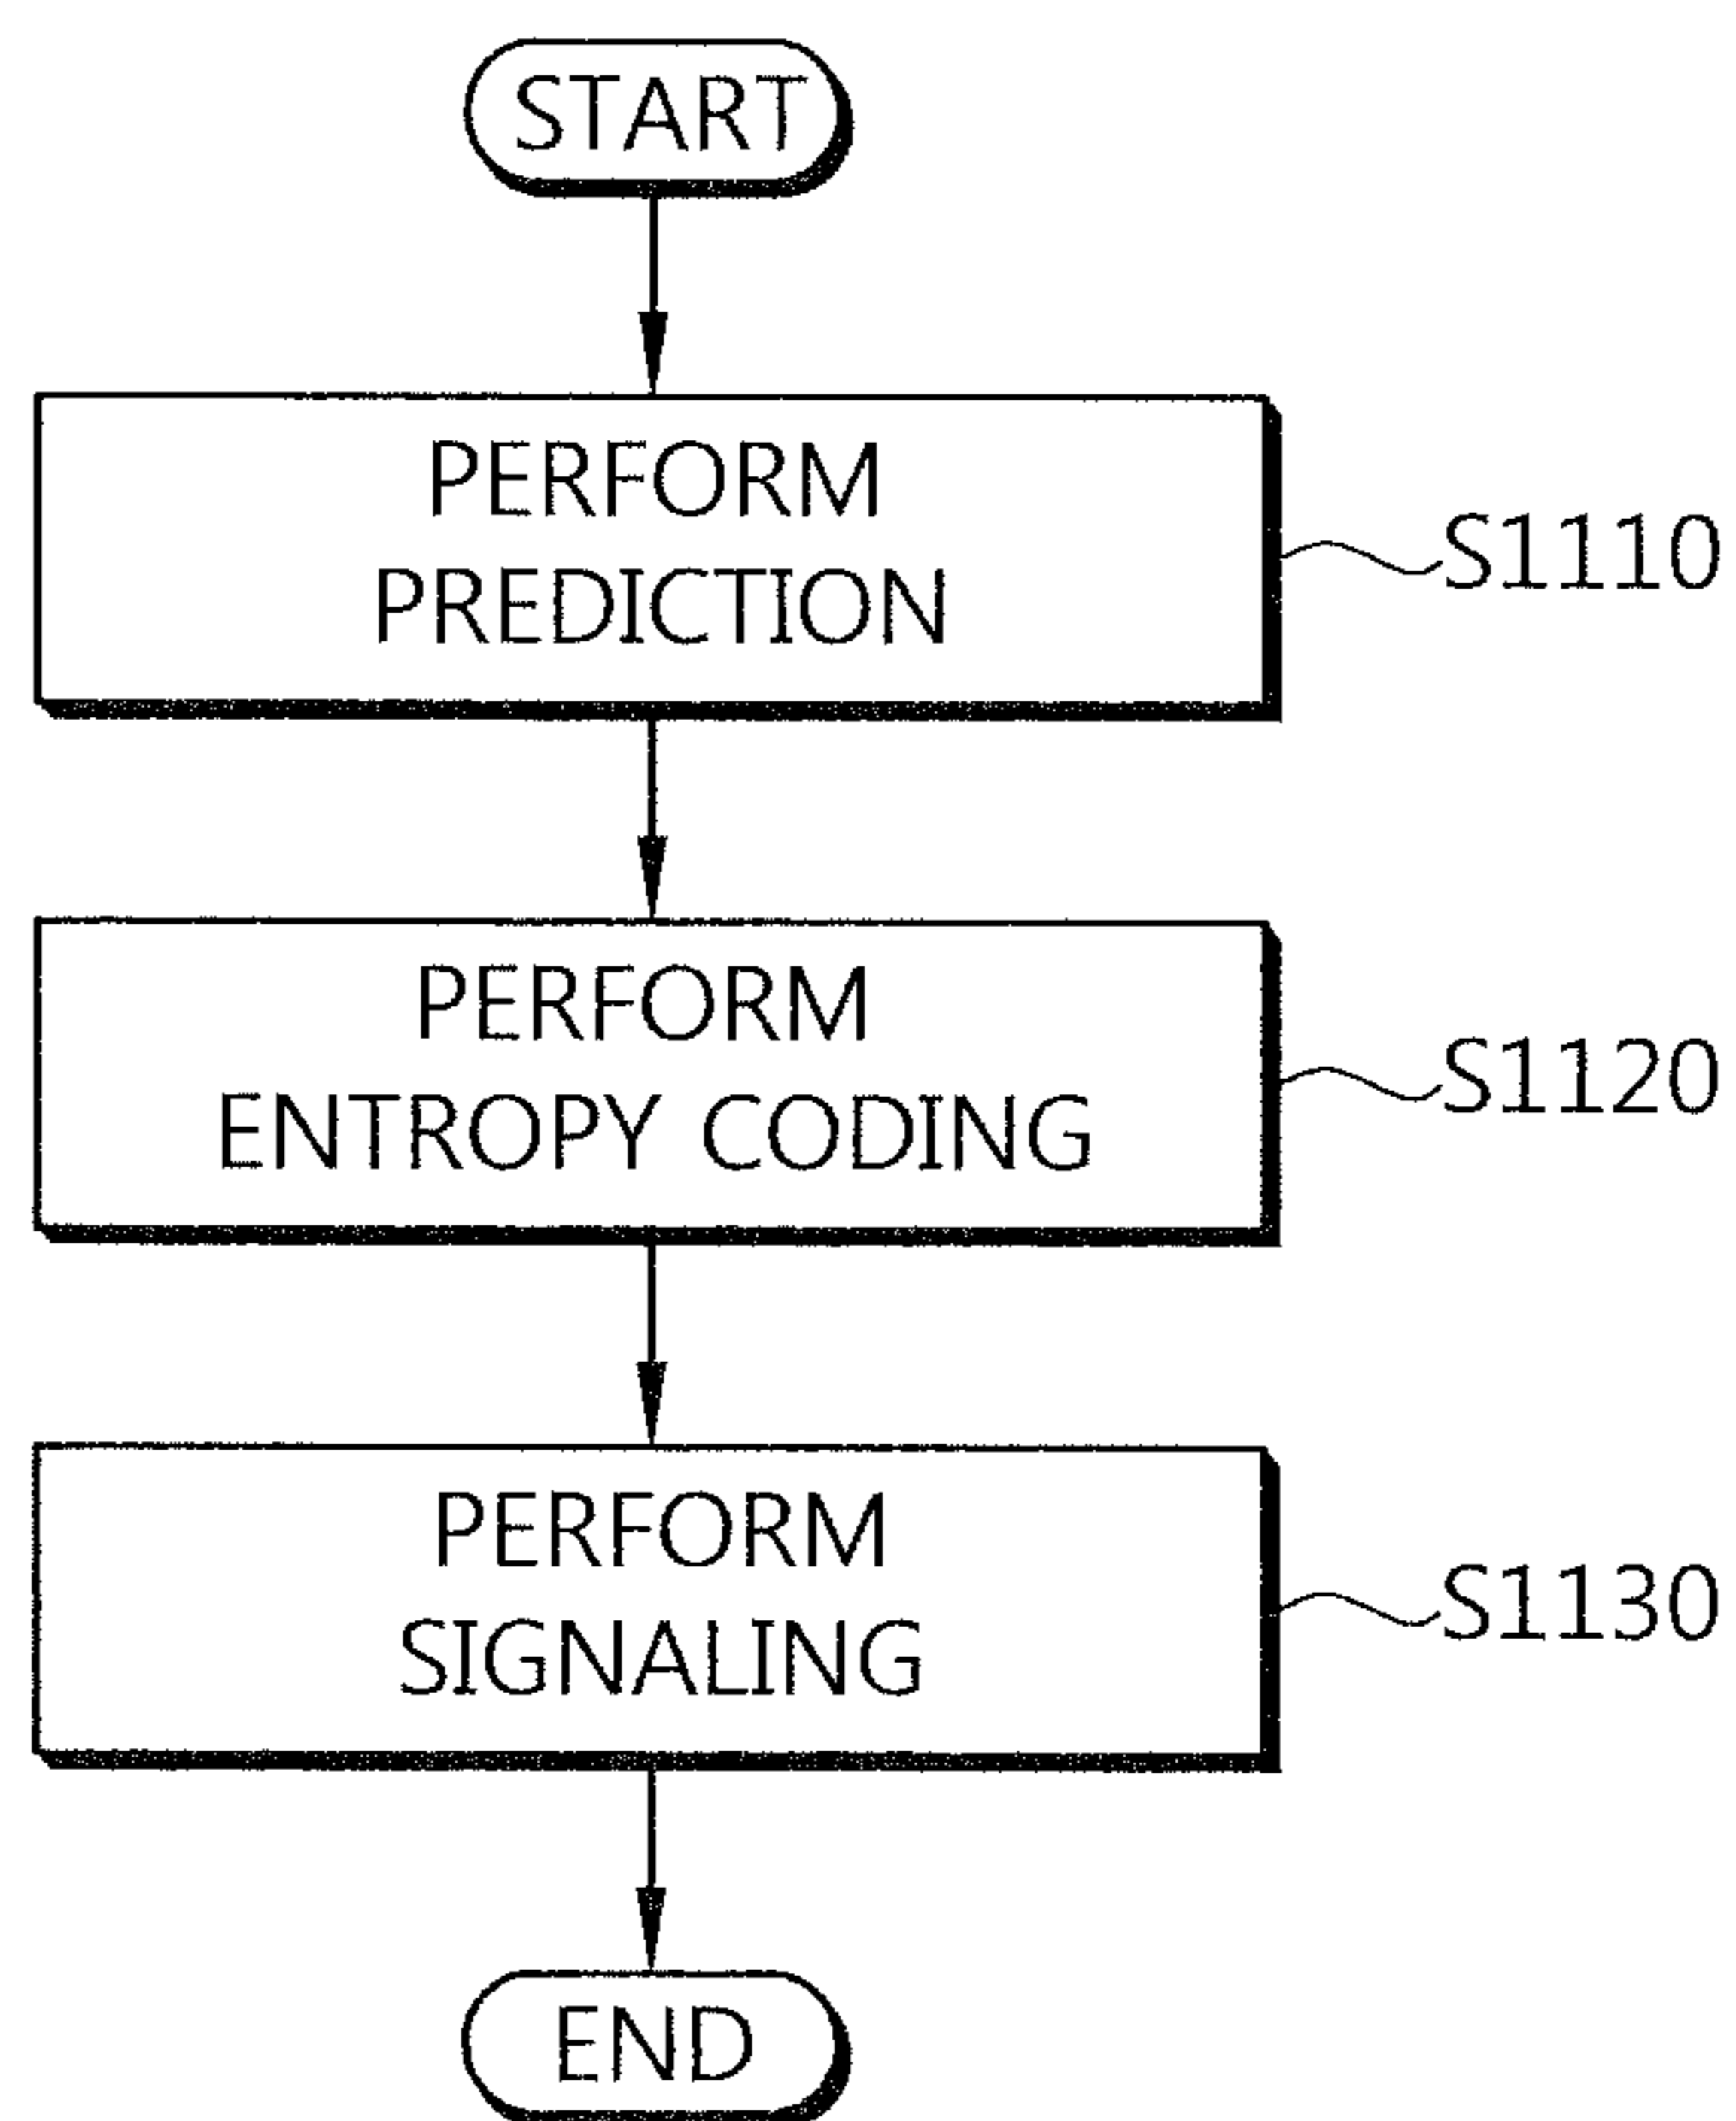 START
PERFORM
PREDICTION
S1110
PERFORM
ENTROPY CODING
S1120
PERFORM
SIGNALING
S1130
END